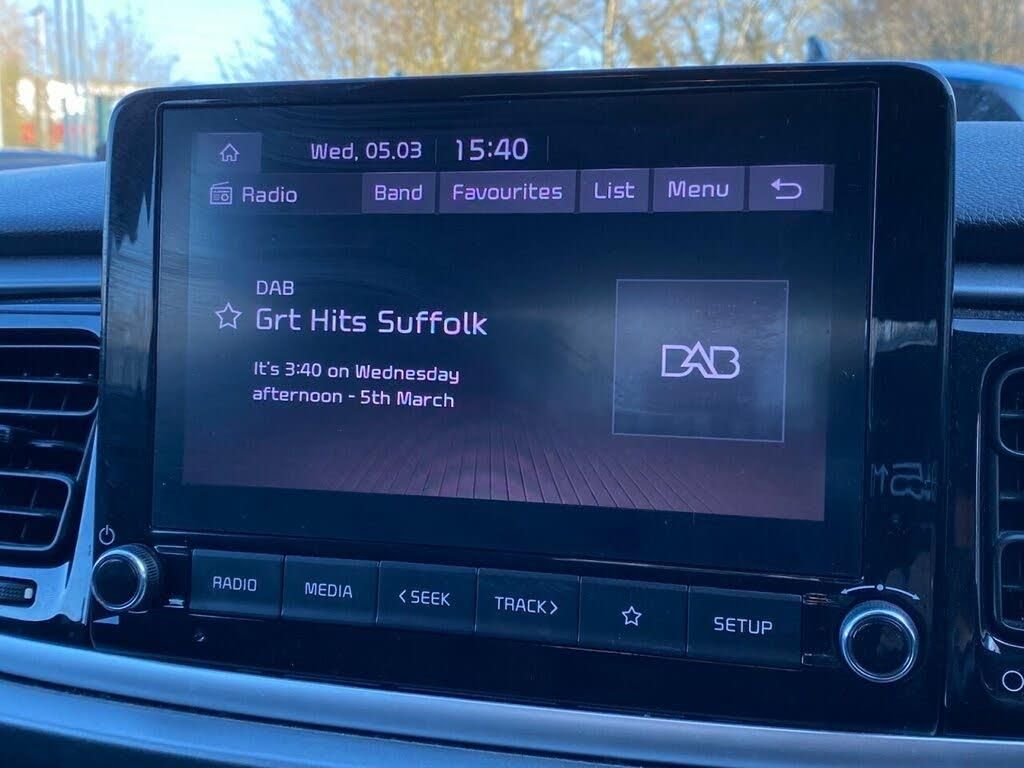 Wed, 05.03 15:40
Radio Band Favourites List Menu
DAB
Grt Hits Suffolk
It's 3:40 on Wednesday
afternoon - 5th March
DAB
RADIO MEDIA <SEEK TRACK> SETUP